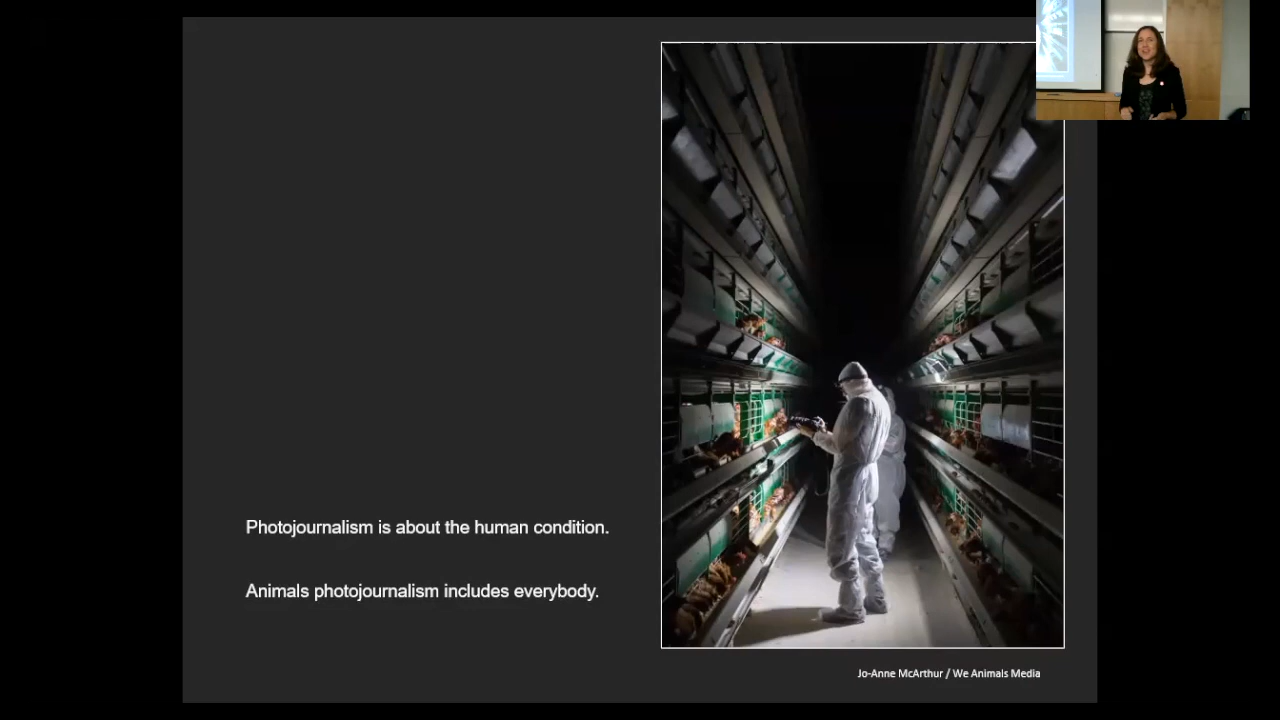 Photojournalism is about the human condition.
Animals photojournalism includes everybody.
Jo-Anne McArthur / We Animals Media